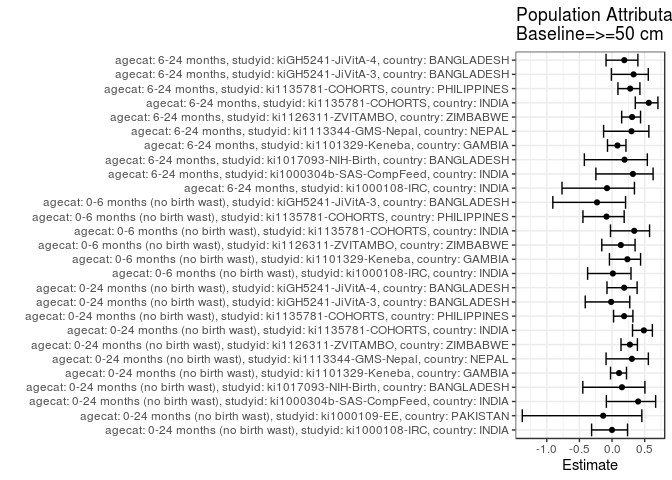 Population Attributa
Baseline=>=50 cm
agecat: 6-24 months, studyid: kiGH5241-JiVitA-4, country: BANGLADESH
agecat: 6-24 months, studyid: kiGH5241-JiVitA-3, country: BANGLADESH
agecat: 6-24 months, studyid: ki1135781-COHORTS, country: PHILIPPINES
agecat: 6-24 months, studyid: ki1135781-COHORTS, country: INDIA
agecat: 6-24 months, studyid: ki1126311-ZVITAMBO, country: ZIMBABWE
agecat: 6-24 months, studyid: ki1113344-GMS-Nepal, country: NEPAL
agecat: 6-24 months, studyid: ki1101329-Keneba, country: GAMBIA
agecat: 6-24 months, studyid: ki1017093-NIH-Birth, country: BANGLADESH
agecat: 6-24 months, studyid: ki1000304b-SAS-CompFeed, country: INDIA
agecat: 6-24 months, studyid: ki1000108-IRC, country: INDIA
agecat: 0-6 months (no birth wast), studyid: kiGH5241-JiVitA-3, country: BANGLADESH
agecat: 0-6 months (no birth wast), studyid: ki1135781-COHORTS, country: PHILIPPINES
agecat: 0-6 months (no birth wast), studyid: ki1135781-COHORTS, country: INDIA
agecat: 0-6 months (no birth wast), studyid: ki1126311-ZVITAMBO, country: ZIMBABWE
agecat: 0-6 months (no birth wast), studyid: ki1101329-Keneba, country: GAMBIA
agecat: 0-6 months (no birth wast), studyid: ki1000108-IRC, country: INDIA
agecat: 0-24 months (no birth wast), studyid: kiGH5241-JiVitA-4, country: BANGLADESH
agecat: 0-24 months (no birth wast), studyid: kiGH5241-JiVitA-3, country: BANGLADESH
agecat: 0-24 months (no birth wast), studyid: ki1135781-COHORTS, country: PHILIPPINES
agecat: 0-24 months (no birth wast), studyid: ki1135781-COHORTS, country: INDIA
agecat: 0-24 months (no birth wast), studyid: ki1126311-ZVITAMBO, country: ZIMBABWE
agecat: 0-24 months (no birth wast), studyid: ki1113344-GMS-Nepal, country: NEPAL
agecat: 0-24 months (no birth wast), studyid: ki1101329-Keneba, country: GAMBIA
agecat: 0-24 months (no birth wast), studyid: ki1017093-NIH-Birth, country: BANGLADESH
agecat: 0-24 months (no birth wast), studyid: ki1000304b-SAS-CompFeed, country: INDIA
agecat: 0-24 months (no birth wast), studyid: ki1000109-EE, country: PAKISTAN
agecat: 0-24 months (no birth wast), studyid: ki1000108-IRC, country: INDIA
-1.0 -0.5 0.0 0.5
Estimate